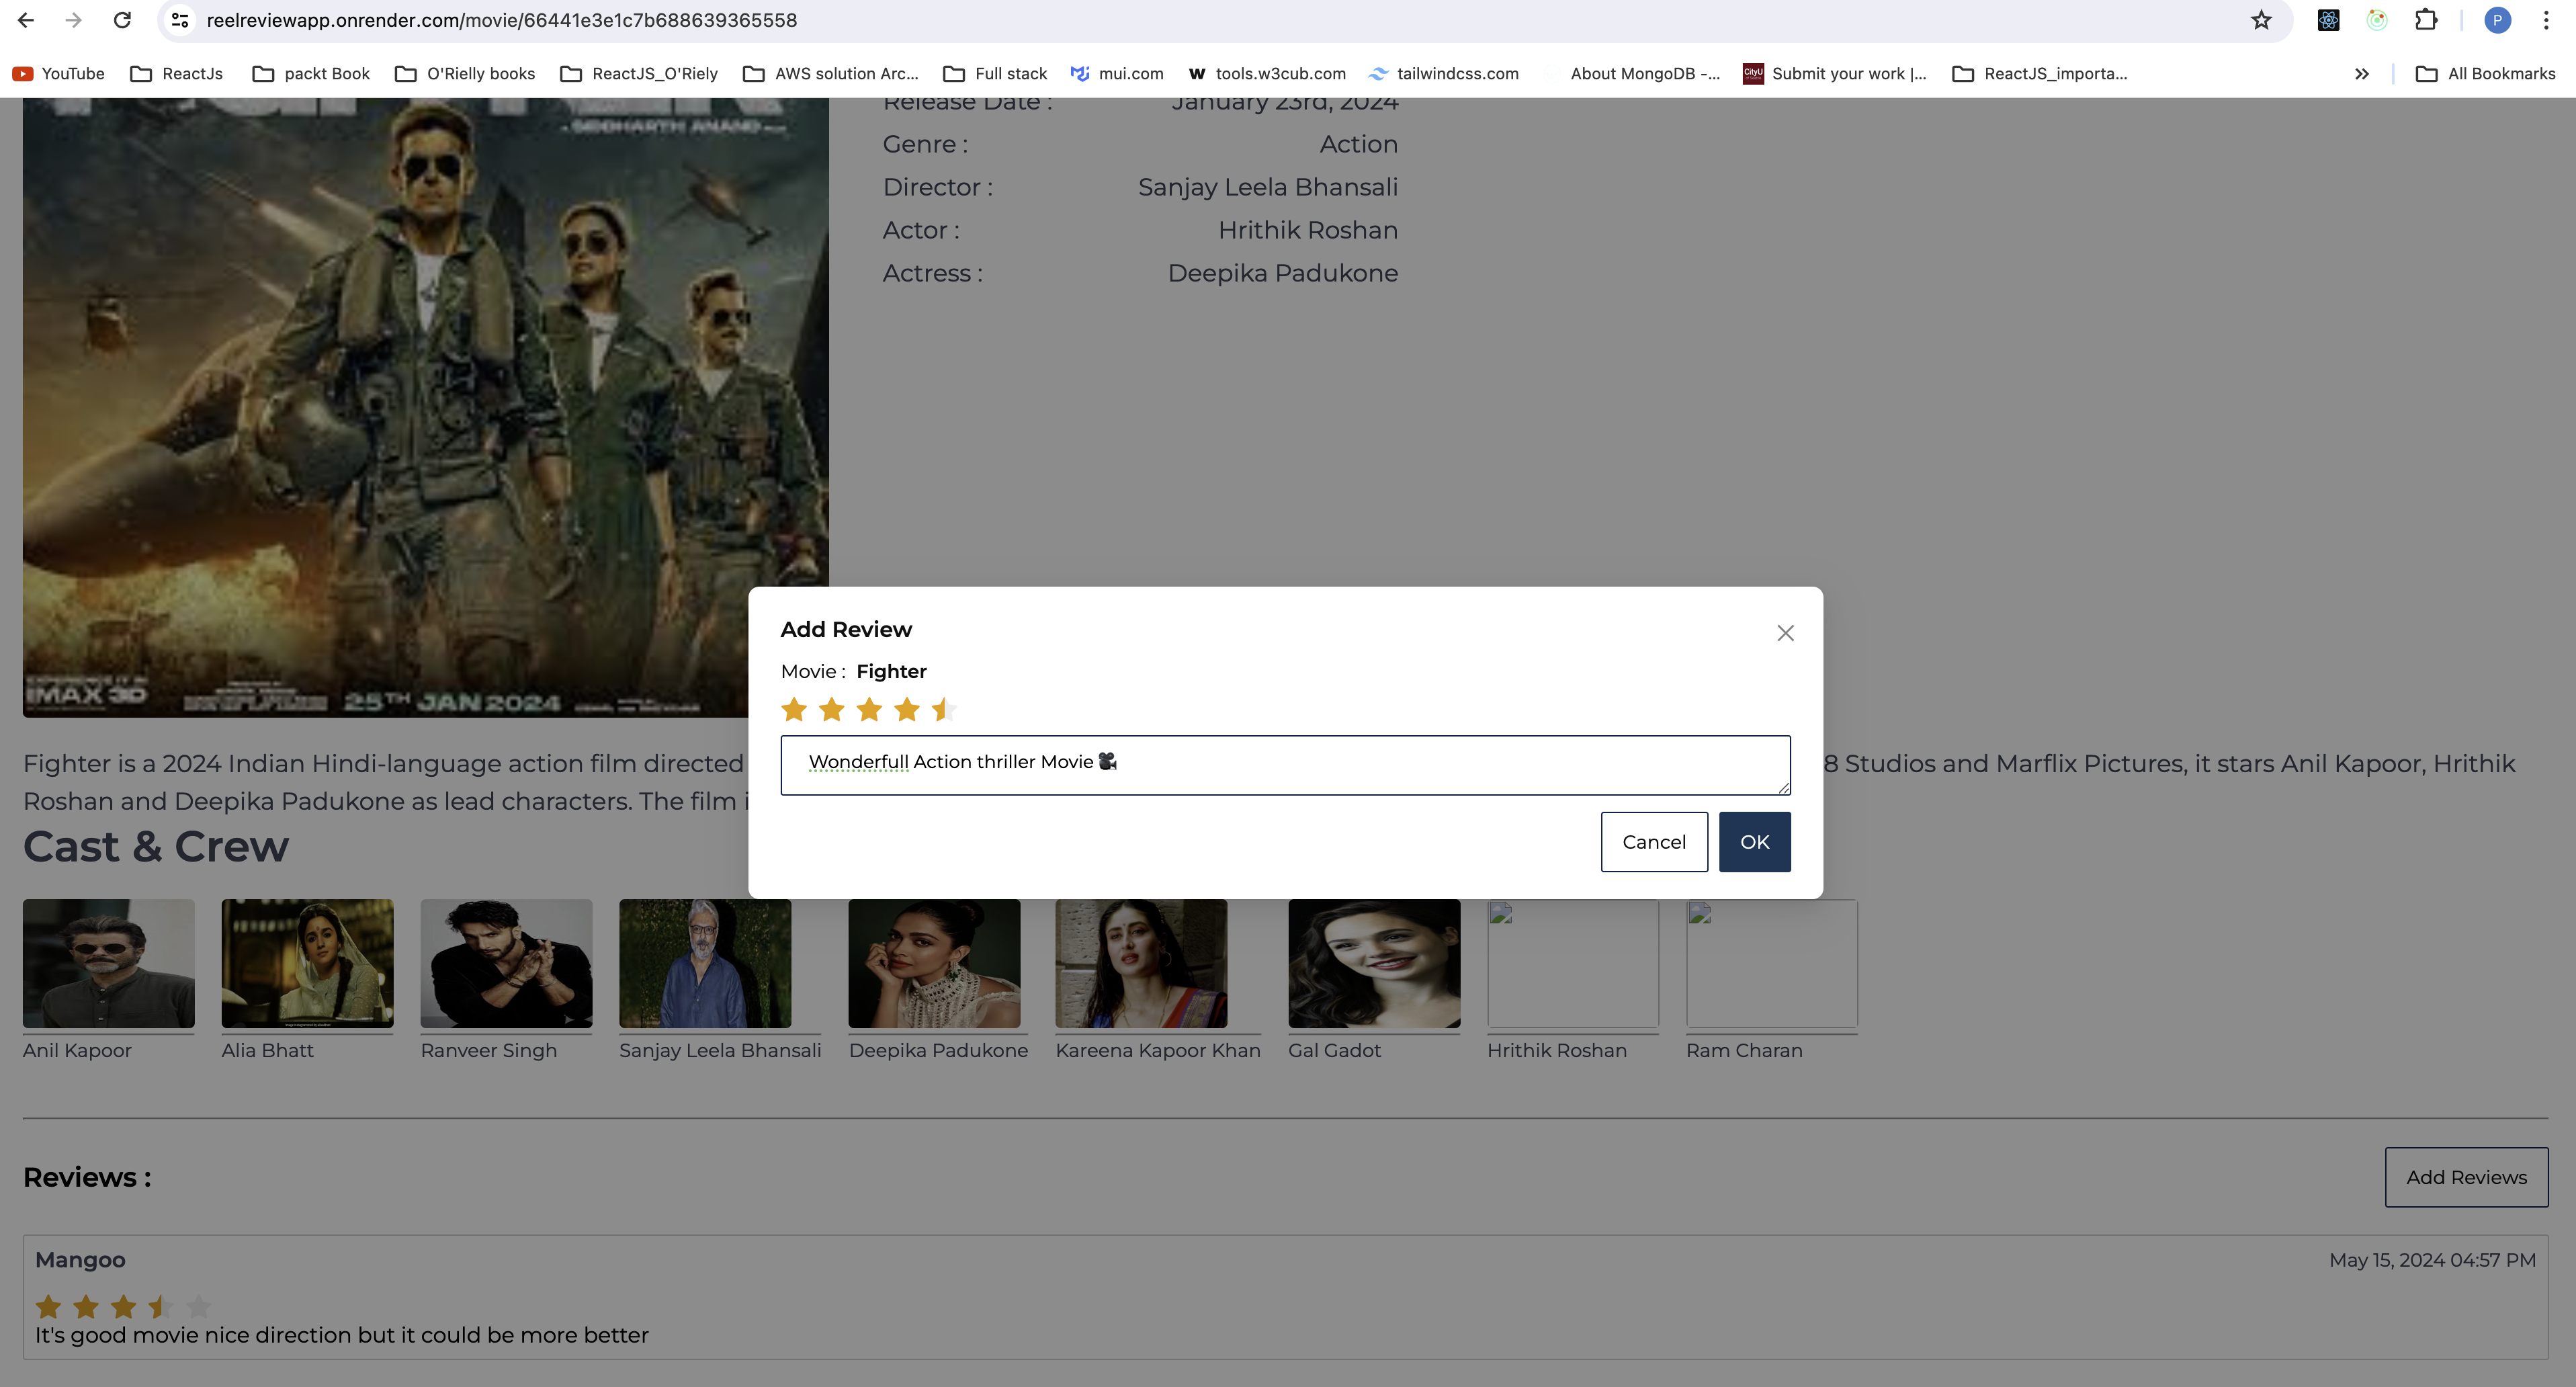 reelreviewapp.onrender.com/movie/66441e3e1c7b688639365558
P
YouTube ReactJs packt Book O'Rielly books ReactJS_O'Riely AWS solution Arc... Full stack mui.com tools.w3cub.com tailwindcss.com About MongoDB -... CityU Submit your work |... ReactJS_importa... All Bookmarks
SIDDHARTH ANAND
Release Date : January 23rd, 2024
Genre : Action
Director : Sanjay Leela Bhansali
Actor : Hrithik Roshan
Actress : Deepika Padukone
IMAX 3D 25TH JAN 2024
Add Review
Movie : Fighter
Wonderfull Action thriller Movie 🎥
Cancel OK
Fighter is a 2024 Indian Hindi-language action film directed 8 Studios and Marflix Pictures, it stars Anil Kapoor, Hrithik
Roshan and Deepika Padukone as lead characters. The film i
Cast & Crew
Anil Kapoor Alia Bhatt Ranveer Singh Sanjay Leela Bhansali Deepika Padukone Kareena Kapoor Khan Gal Gadot Hrithik Roshan Ram Charan
Reviews :
Add Reviews
Mangoo May 15, 2024 04:57 PM
It's good movie nice direction but it could be more better